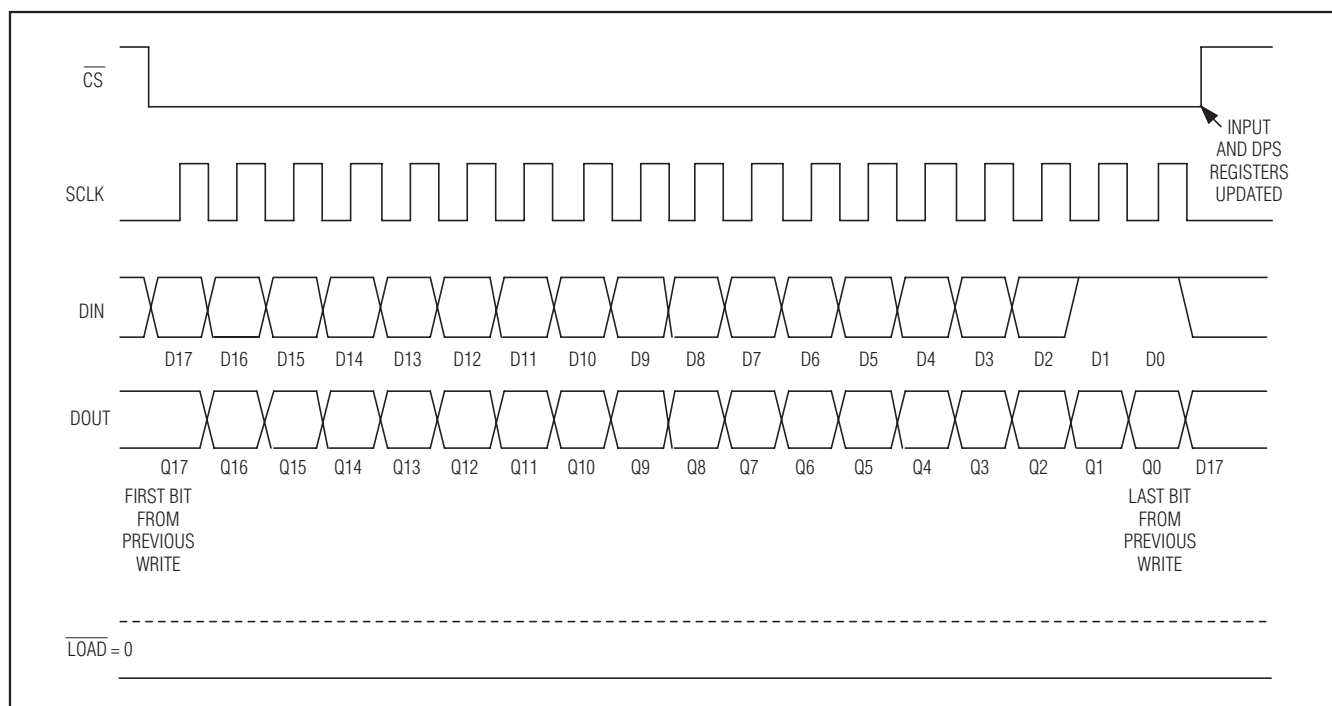 CS
INPUT
AND DPS
REGISTERS
UPDATED
SCLK
DIN
D17 D16 D15 D14 D13 D12 D11 D10 D9 D8 D7 D6 D5 D4 D3 D2 D1 D0
DOUT
Q17 Q16 Q15 Q14 Q13 Q12 Q11 Q10 Q9 Q8 Q7 Q6 Q5 Q4 Q3 Q2 Q1 Q0 D17
FIRST BIT
FROM
PREVIOUS
WRITE
LAST BIT
FROM
PREVIOUS
WRITE
LOAD = 0